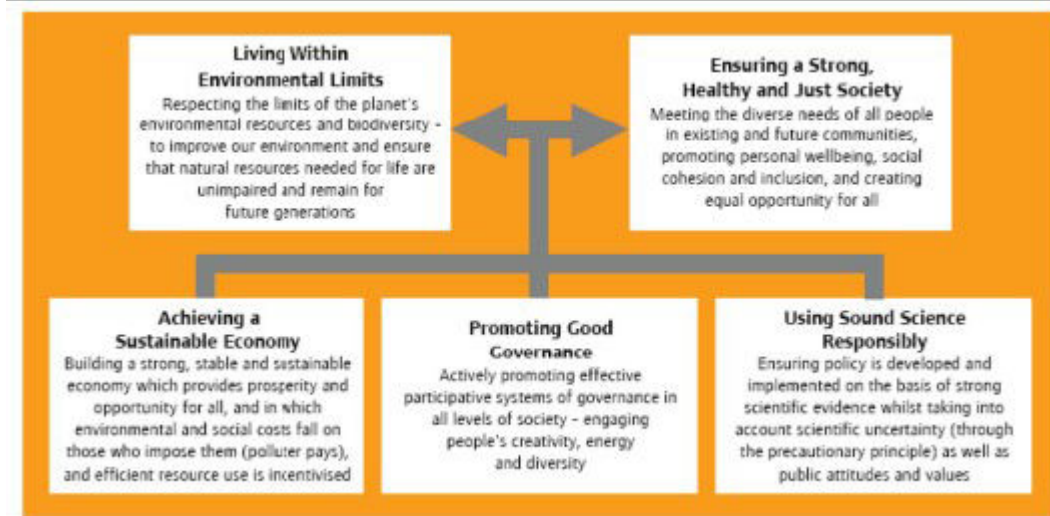 Living Within
Environmental Limits
Respecting the limits of the planet's
environmental resources and biodiversity -
to improve our environment and ensure
that natural resources needed for life are
unimpaired and remain for
future generations
Ensuring a Strong,
Healthy and Just Society
Meeting the diverse needs of all people
in existing and future communities,
promoting personal wellbeing, social
cohesion and inclusion, and creating
equal opportunity for all
Achieving a
Sustainable Economy
Building a strong, stable and sustainable
economy which provides prosperity and
opportunity for all, and in which
environmental and social costs fall on
those who impose them (polluter pays),
and efficient resource use is incentivised
Promoting Good
Governance
Actively promoting effective
participative systems of governance in
all levels of society - engaging
people's creativity, energy
and diversity
Using Sound Science
Responsibly
Ensuring policy is developed and
implemented on the basis of strong
scientific evidence whilst taking into
account scientific uncertainty (through
the precautionary principle) as well as
public attitudes and values